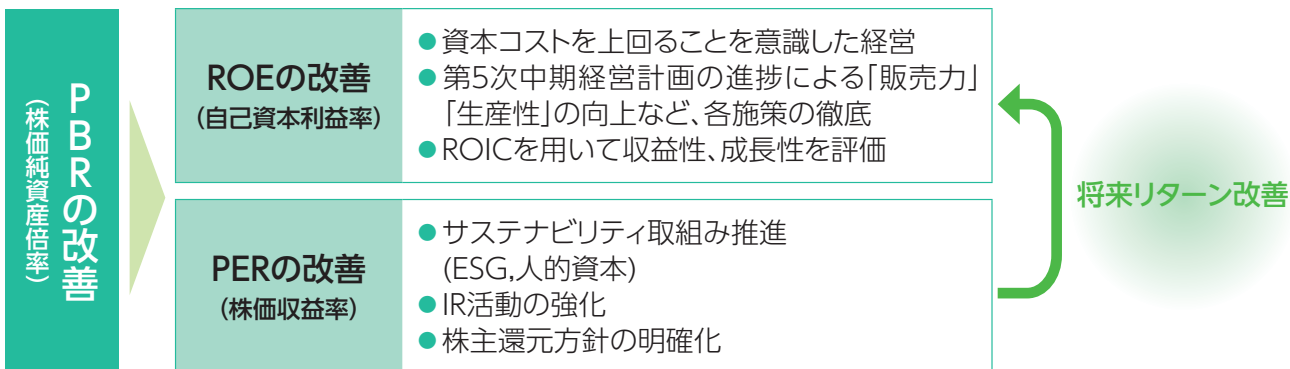 PBRの改善
（株価純資産倍率）
ROEの改善
（自己資本利益率）
●資本コストを上回ることを意識した経営
●第5次中期経営計画の進捗による「販売力」
「生産性」の向上など、各施策の徹底
●ROICを用いて収益性、成長性を評価
PERの改善
（株価収益率）
●サステナビリティ取組み推進
(ESG,人的資本)
●IR活動の強化
●株主還元方針の明確化
将来リターン改善